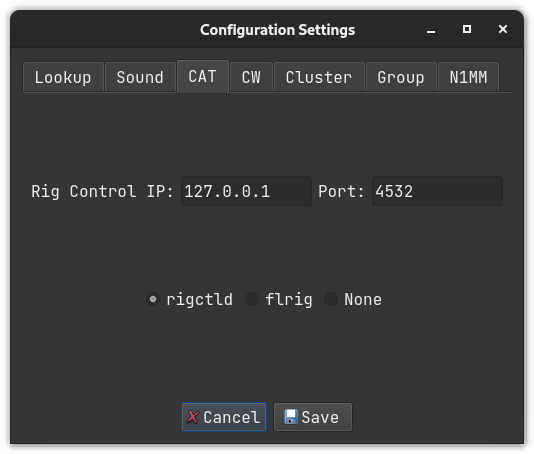 Configuration Settings
Lookup Sound CAT CW Cluster Group N1MM
Rig Control IP: 127.0.0.1 Port: 4532
rigctld flrig None
Cancel Save